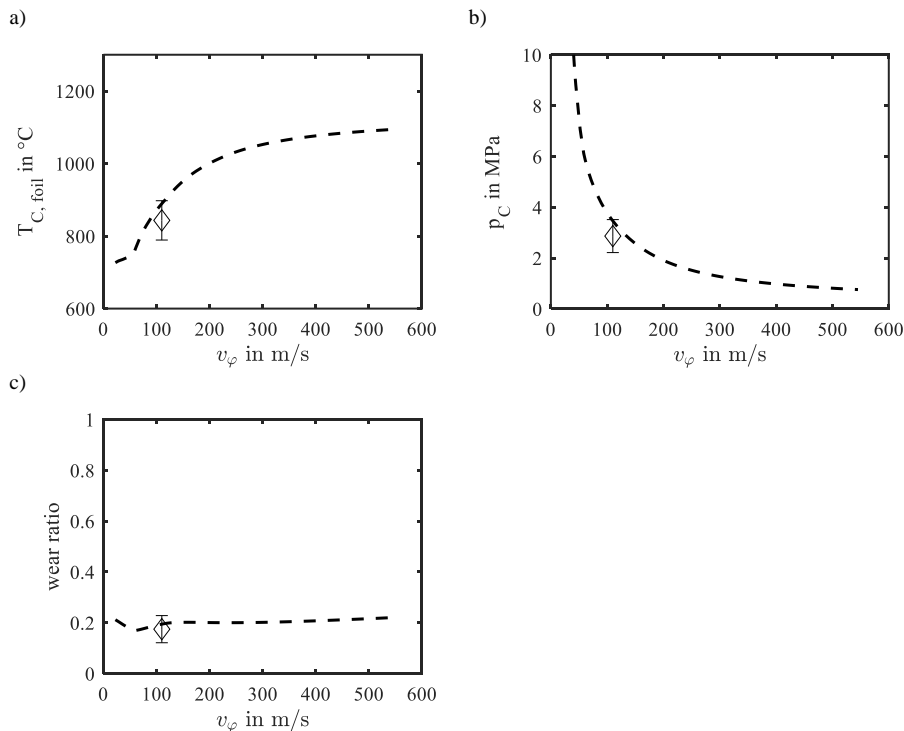 a)
1200
1000
800
600
T_C, foil in °C
0 100 200 300 400 500 600
v_φ in m/s
b)
10
8
6
4
2
0
p_C in MPa
0 100 200 300 400 500 600
v_φ in m/s
c)
1
0.8
0.6
0.4
0.2
0
wear ratio
0 100 200 300 400 500 600
v_φ in m/s